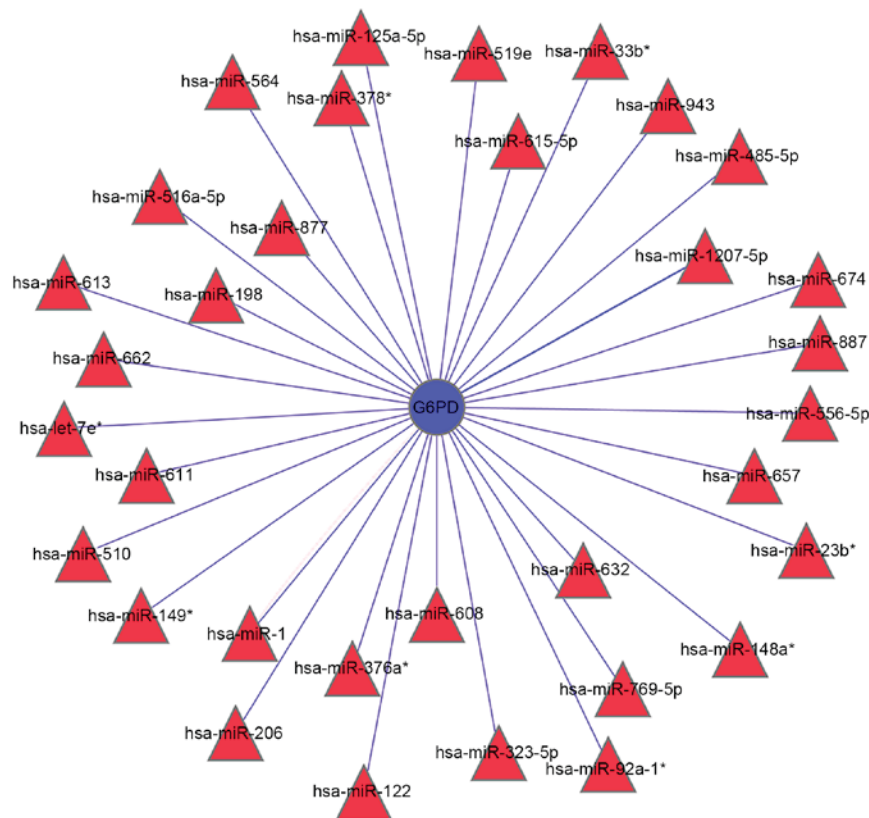 hsa-miR-125a-5p
hsa-miR-519e
hsa-miR-33b*
hsa-miR-564
hsa-miR-378*
hsa-miR-943
hsa-miR-615-5p
hsa-miR-485-5p
hsa-miR-516a-5p
hsa-miR-877
hsa-miR-1207-5p
hsa-miR-613
hsa-miR-198
hsa-miR-674
hsa-miR-887
hsa-miR-662
G6PD
hsa-miR-556-5p
hsa-let-7e*
hsa-miR-611
hsa-miR-657
hsa-miR-510
hsa-miR-23b*
hsa-miR-632
hsa-miR-149*
hsa-miR-1
hsa-miR-608
hsa-miR-148a*
hsa-miR-376a*
hsa-miR-769-5p
hsa-miR-206
hsa-miR-323-5p
hsa-miR-92a-1*
hsa-miR-122